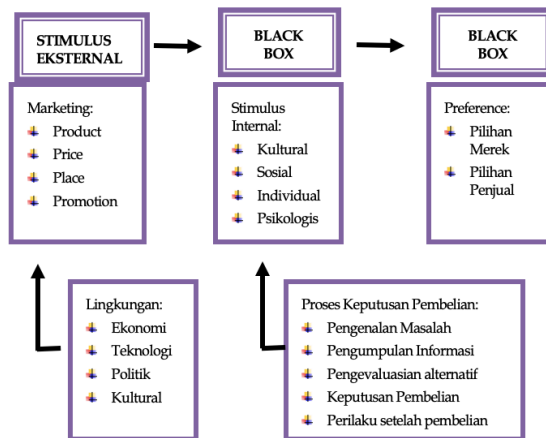 STIMULUS
EKSTERNAL
BLACK
BOX
BLACK
BOX
Marketing:
Product
Price
Place
Promotion
Stimulus
Internal:
Kultural
Sosial
Individual
Psikologis
Preference:
Pilihan
Merek
Pilihan
Penjual
Lingkungan:
Ekonomi
Teknologi
Politik
Kultural
Proses Keputusan Pembelian:
Pengenalan Masalah
Pengumpulan Informasi
Pengevaluasian alternatif
Keputusan Pembelian
Perilaku setelah pembelian